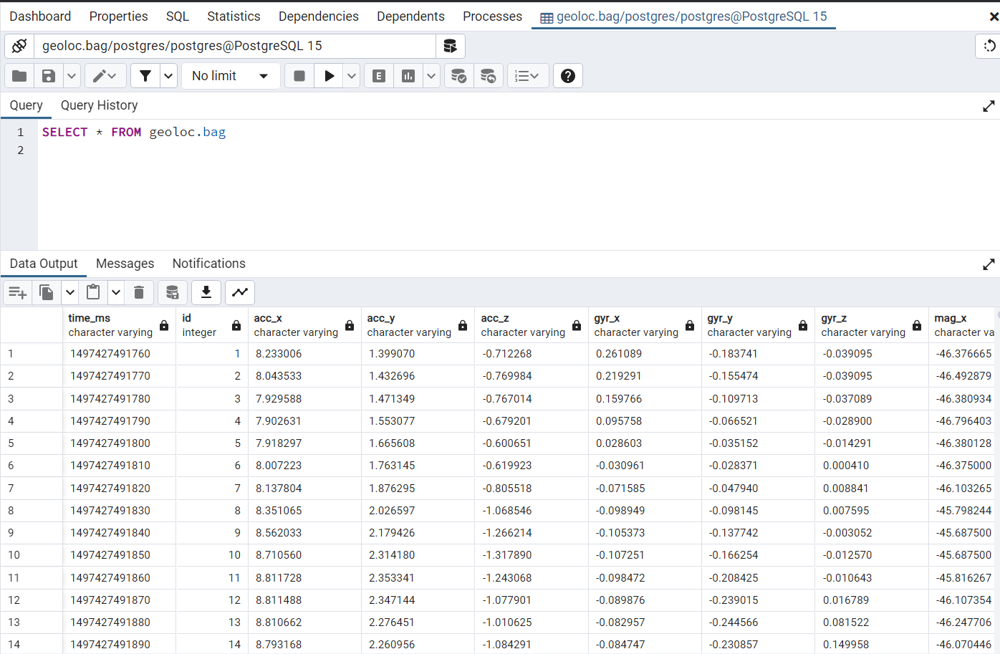 Dashboard Properties SQL Statistics Dependencies Dependents Processes geoloc.bag/postgres/postgres@PostgreSQL 15
geoloc.bag/postgres/postgres@PostgreSQL 15
No limit E
Query Query History
1 SELECT * FROM geoloc.bag
2
Data Output Messages Notifications
time_ms id acc_x acc_y acc_z gyr_x gyr_y gyr_z mag_x
character varying integer character varying character varying character varying character varying character varying character varying character va
1 1497427491760 1 8.233006 1.399070 -0.712268 0.261089 -0.183741 -0.039095 -46.376665
2 1497427491770 2 8.043533 1.432696 -0.769984 0.219291 -0.155474 -0.039095 -46.492879
3 1497427491780 3 7.929588 1.471349 -0.767014 0.159766 -0.109713 -0.037089 -46.380934
4 1497427491790 4 7.902631 1.553077 -0.679201 0.095758 -0.066521 -0.028900 -46.796403
5 1497427491800 5 7.918297 1.665608 -0.600651 0.028603 -0.035152 -0.014291 -46.380128
6 1497427491810 6 8.007223 1.763145 -0.619923 -0.030961 -0.028371 0.000410 -46.375000
7 1497427491820 7 8.137804 1.876295 -0.805518 -0.071585 -0.047940 0.008841 -46.103265
8 1497427491830 8 8.351065 2.026597 -1.068546 -0.098949 -0.098145 0.007595 -45.798244
9 1497427491840 9 8.562033 2.179426 -1.266214 -0.105373 -0.137742 -0.003052 -45.687500
10 1497427491850 10 8.710560 2.314180 -1.317890 -0.107251 -0.166254 -0.012570 -45.687500
11 1497427491860 11 8.811728 2.353341 -1.243068 -0.098472 -0.208425 -0.010643 -45.816267
12 1497427491870 12 8.811488 2.347144 -1.077901 -0.089876 -0.239015 0.016789 -46.107354
13 1497427491880 13 8.810662 2.276451 -1.010625 -0.082957 -0.244566 0.081522 -46.247706
14 1497427491890 14 8.793168 2.260956 -1.084291 -0.084747 -0.230857 0.149958 -46.070446